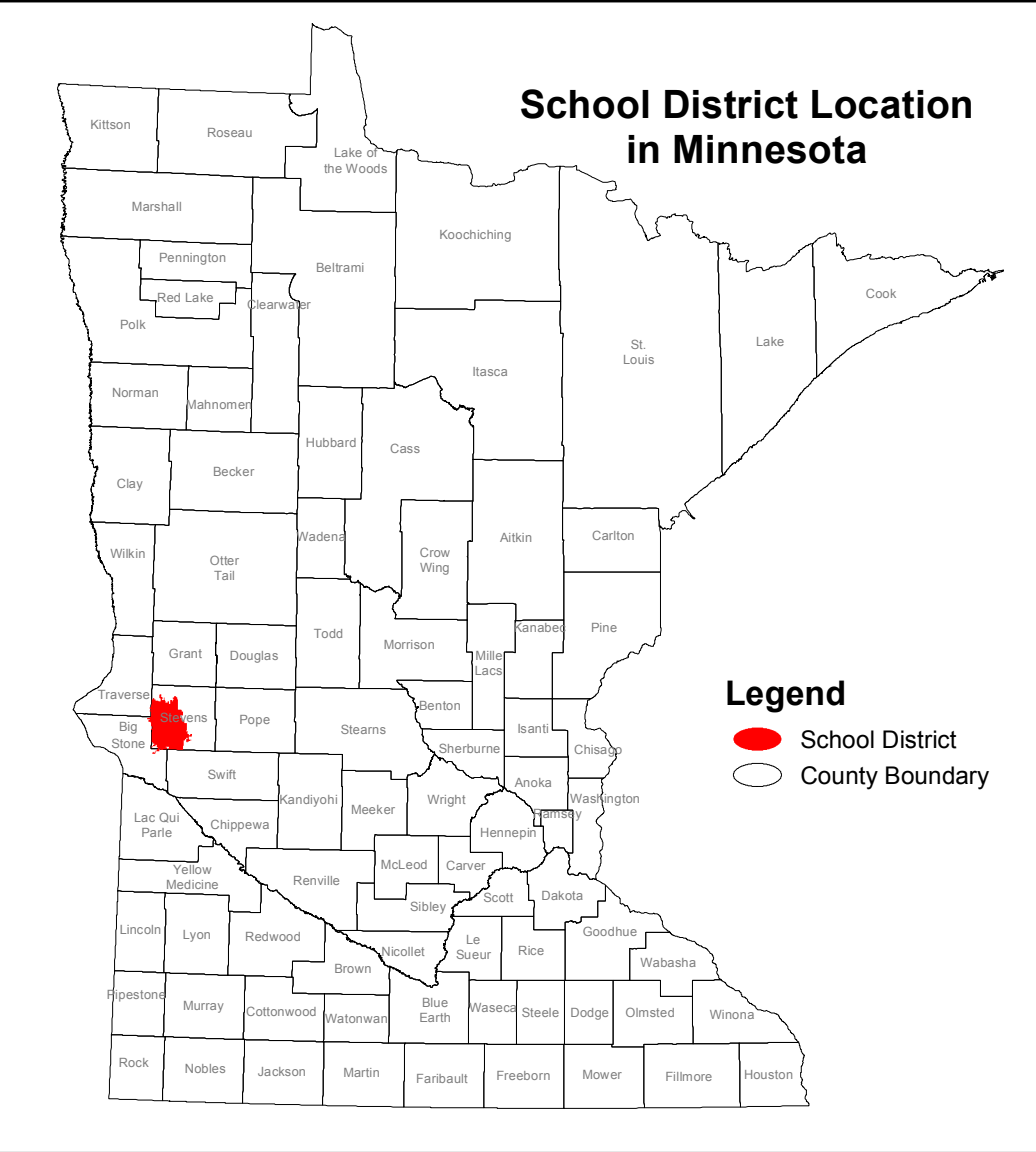 School District Location
in Minnesota
Kittson
Roseau
Lake of
the Woods
Marshall
Koochiching
Pennington
Beltrami
Red Lake
Clearwater
Cook
Polk
St.
Louis
Lake
Itasca
Norman
Mahnomen
Hubbard
Cass
Becker
Clay
Wadena
Aitkin
Carlton
Wilkin
Crow
Wing
Otter
Tail
Todd
Morrison
Kanabec
Pine
Grant
Douglas
Mille
Lacs
Traverse
Stevens
Pope
Benton
Stearns
Isanti
Big
Stone
Sherburne
Chisago
Swift
Anoka
Kandiyohi
Meeker
Wright
Washington
Ramsey
Lac Qui
Parle
Chippewa
Hennepin
McLeod
Carver
Yellow
Medicine
Renville
Scott
Dakota
Sibley
Lincoln
Lyon
Redwood
Nicollet
Le
Sueur
Rice
Goodhue
Brown
Wabasha
Pipestone
Murray
Cottonwood
Watonwan
Blue
Earth
Waseca
Steele
Dodge
Olmsted
Winona
Rock
Nobles
Jackson
Martin
Faribault
Freeborn
Mower
Fillmore
Houston
Legend
School District
County Boundary